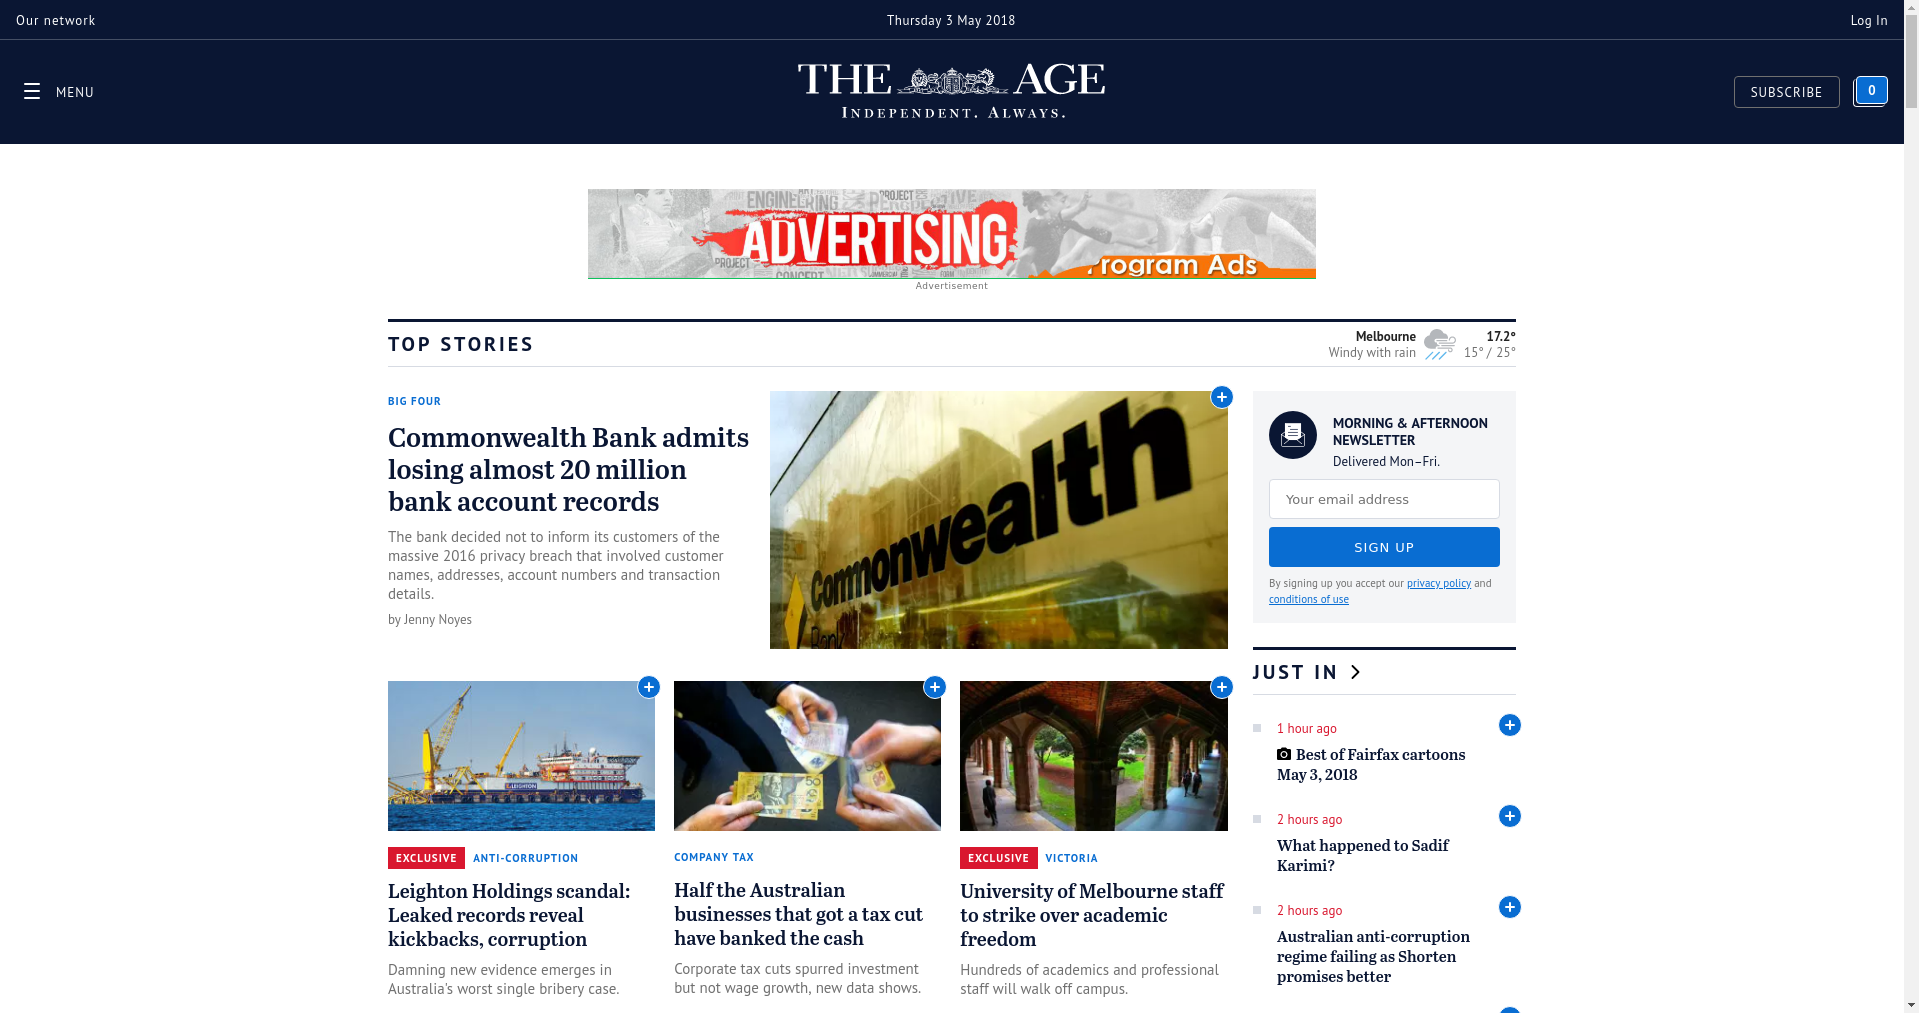 Our network
Thursday 3 May 2018
Log In
MENU
THE AGE
INDEPENDENT. ALWAYS.
SUBSCRIBE
0
ENGINEERING
PROJECT
ADVERTISING
PROJECT
CONCEPT
rogram Ads
Advertisement
TOP STORIES
Melbourne
Windy with rain
17.2°
15° / 25°
BIG FOUR
Commonwealth Bank admits
losing almost 20 million
bank account records
The bank decided not to inform its customers of the
massive 2016 privacy breach that involved customer
names, addresses, account numbers and transaction
details.
by Jenny Noyes
Commonwealth
Bank
MORNING & AFTERNOON
NEWSLETTER
Delivered Mon–Fri.
Your email address
SIGN UP
By signing up you accept our privacy policy and
conditions of use
LEIGHTON
50
EXCLUSIVE ANTI-CORRUPTION
Leighton Holdings scandal:
Leaked records reveal
kickbacks, corruption
Damning new evidence emerges in
Australia's worst single bribery case.
COMPANY TAX
Half the Australian
businesses that got a tax cut
have banked the cash
Corporate tax cuts spurred investment
but not wage growth, new data shows.
EXCLUSIVE VICTORIA
University of Melbourne staff
to strike over academic
freedom
Hundreds of academics and professional
staff will walk off campus.
JUST IN
1 hour ago
Best of Fairfax cartoons
May 3, 2018
2 hours ago
What happened to Sadif
Karimi?
2 hours ago
Australian anti-corruption
regime failing as Shorten
promises better